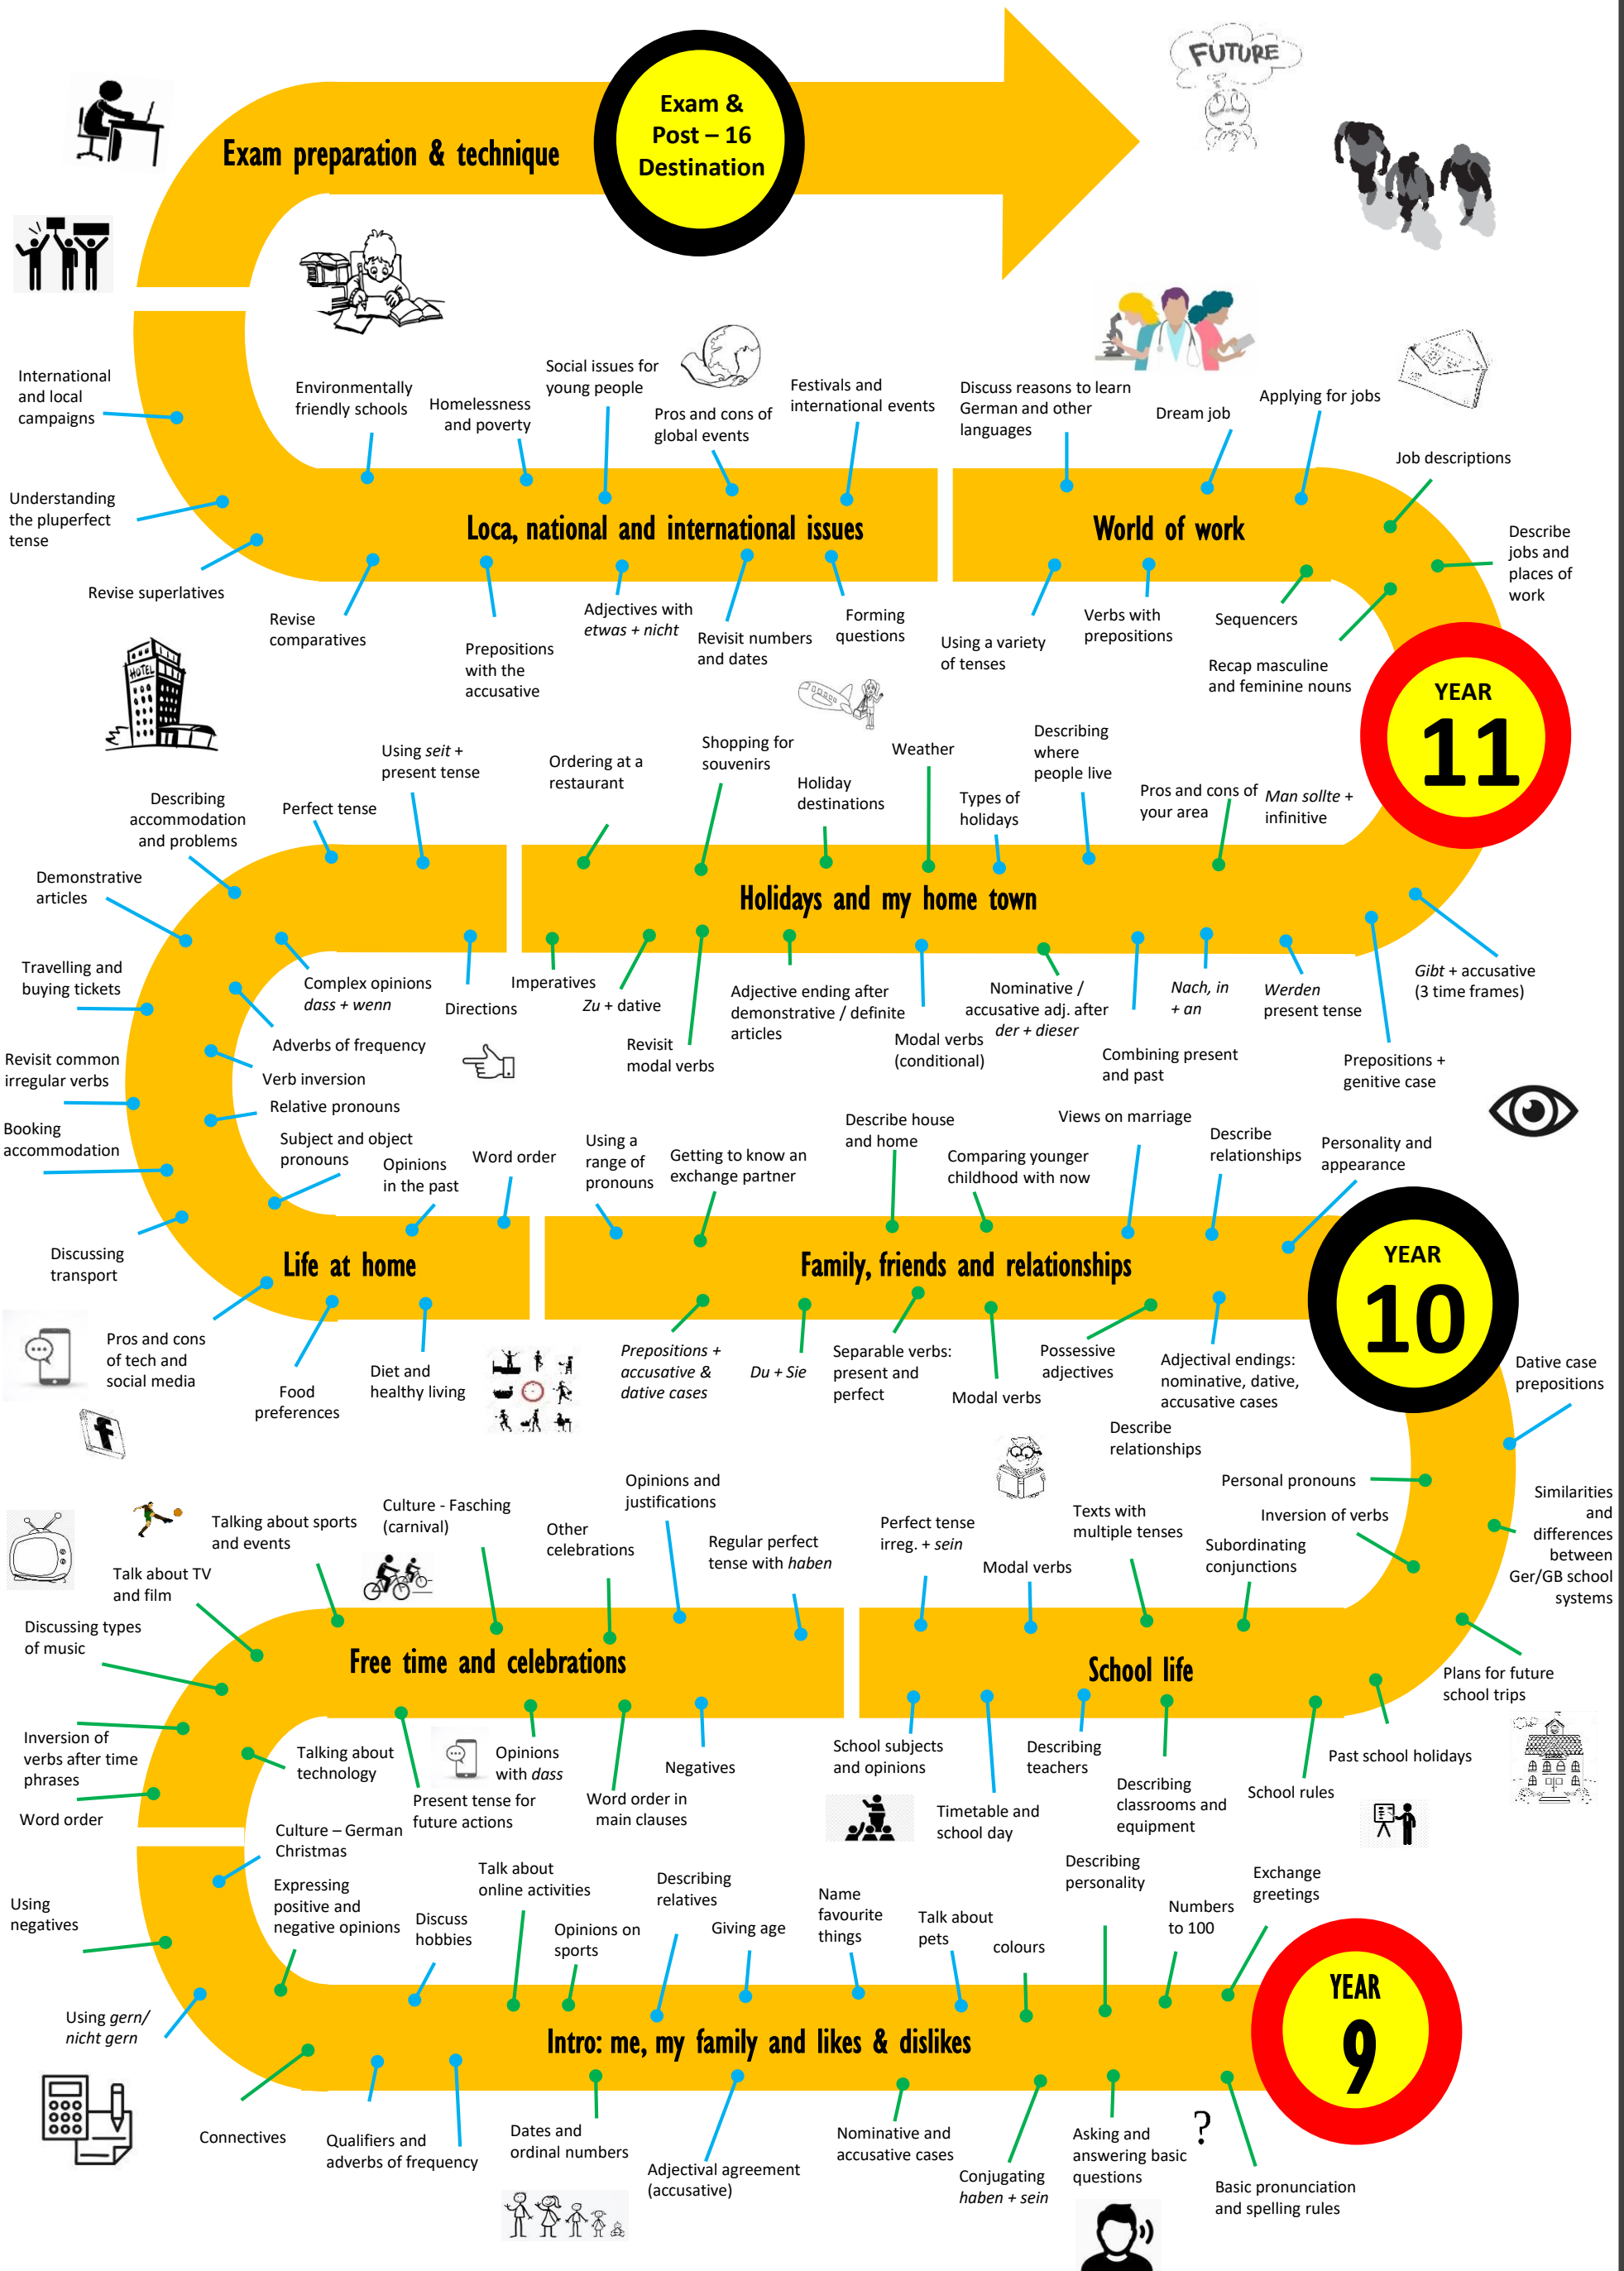 FUTURE
Exam &
Post – 16
Destination
Exam preparation & technique
International
and local
campaigns
Environmentally
friendly schools
Homelessness
and poverty
Social issues for
young people
Pros and cons of
global events
Festivals and
international events
Discuss reasons to learn
German and other
languages
Dream job
Applying for jobs
Job descriptions
Describe
jobs and
places of
work
Understanding
the pluperfect
tense
Loca, national and international issues
World of work
Revise superlatives
Revise
comparatives
Prepositions
with the
accusative
Adjectives with
etwas + nicht
Revisit numbers
and dates
Forming
questions
Using a variety
of tenses
Verbs with
prepositions
Sequencers
Recap masculine
and feminine nouns
YEAR
11
HOTEL
Describing
accommodation
and problems
Perfect tense
Using seit +
present tense
Ordering at a
restaurant
Shopping for
souvenirs
Holiday
destinations
Weather
Types of
holidays
Describing
where
people live
Pros and cons of
your area
Man sollte +
infinitive
Demonstrative
articles
Holidays and my home town
Travelling and
buying tickets
Complex opinions
dass + wenn
Directions
Imperatives
Zu + dative
Revisit
modal verbs
Adjective ending after
demonstrative / definite
articles
Modal verbs
(conditional)
Nominative /
accusative adj. after
der + dieser
Combining present
and past
Nach, in
+ an
Werden
present tense
Gibt + accusative
(3 time frames)
Prepositions +
genitive case
Adverbs of frequency
Verb inversion
Relative pronouns
Revisit common
irregular verbs
Booking
accommodation
Subject and object
pronouns
Opinions
in the past
Word order
Using a
range of
pronouns
Getting to know an
exchange partner
Describe house
and home
Comparing younger
childhood with now
Views on marriage
Describe
relationships
Personality and
appearance
Discussing
transport
Life at home
Family, friends and relationships
YEAR
10
Pros and cons
of tech and
social media
f
Food
preferences
Diet and
healthy living
Prepositions +
accusative &
dative cases
Du + Sie
Separable verbs:
present and
perfect
Modal verbs
Possessive
adjectives
Adjectival endings:
nominative, dative,
accusative cases
Dative case
prepositions
Describe
relationships
Personal pronouns
Similarities
and
differences
between
Ger/GB school
systems
Talk about TV
and film
Talking about sports
and events
Culture - Fasching
(carnival)
Other
celebrations
Opinions and
justifications
Regular perfect
tense with haben
Perfect tense
irreg. + sein
Modal verbs
Texts with
multiple tenses
Subordinating
conjunctions
Inversion of verbs
Discussing types
of music
Free time and celebrations
School life
Plans for future
school trips
Inversion of
verbs after time
phrases
Word order
Talking about
technology
Present tense for
future actions
Opinions
with dass
Word order in
main clauses
Negatives
School subjects
and opinions
Timetable and
school day
Describing
teachers
Describing
classrooms and
equipment
School rules
Past school holidays
Culture – German
Christmas
Using
negatives
Expressing
positive and
negative opinions
Discuss
hobbies
Talk about
online activities
Opinions on
sports
Describing
relatives
Giving age
Name
favourite
things
Talk about
pets
colours
Describing
personality
Numbers
to 100
Exchange
greetings
Using gern/
nicht gern
Intro: me, my family and likes & dislikes
YEAR
9
Connectives
Qualifiers and
adverbs of frequency
Dates and
ordinal numbers
Adjectival agreement
(accusative)
Nominative and
accusative cases
Conjugating
haben + sein
Asking and
answering basic
questions
?
Basic pronunciation
and spelling rules